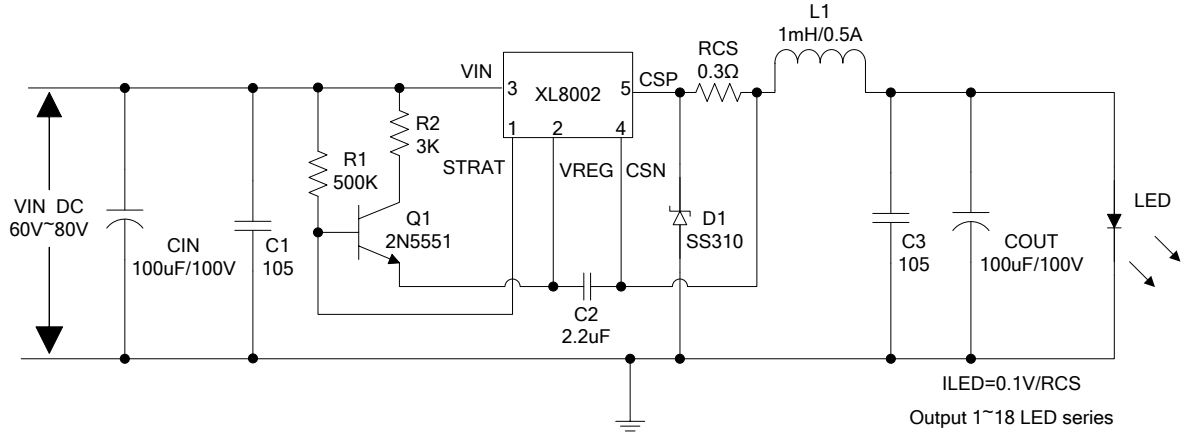 L1
1mH/0.5A
RCS
0.3Ω
VIN
3
XL8002
5
CSP
1
2
4
R2
3K
STRAT
VREG
CSN
R1
500K
VIN DC
60V~80V
Q1
2N5551
D1
SS310
LED
CIN
100uF/100V
C1
105
C3
105
COUT
100uF/100V
C2
2.2uF
ILED=0.1V/RCS
Output 1~18 LED series